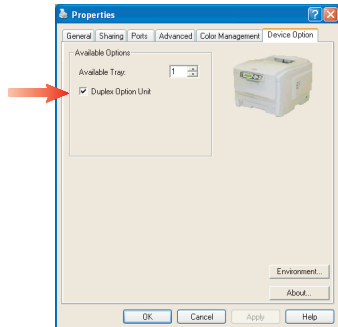 Properties
General Sharing Ports Advanced Color Management Device Option
Available Options
Available Tray: 1
Duplex Option Unit
Environment...
About...
OK Cancel Apply Help